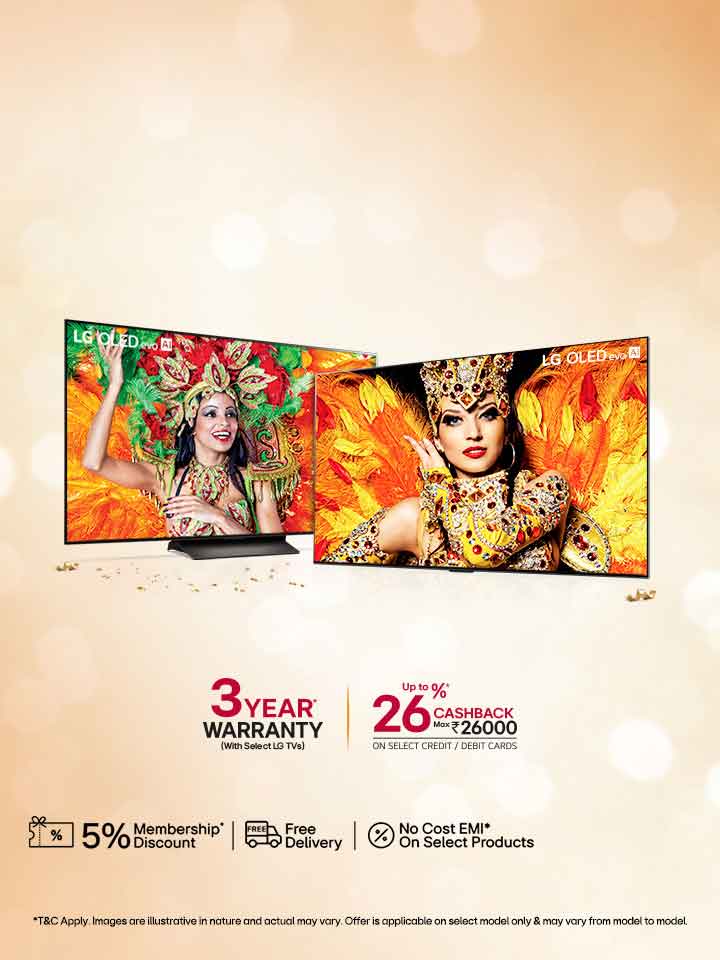 LG OLED evo AI
LG OLED evo AI
3 YEAR*
WARRANTY
(With Select LG TVs)
Up to %*
26 CASHBACK
Max ₹26000
ON SELECT CREDIT / DEBIT CARDS
% 5% Membership*
Discount
FREE Free
Delivery
% No Cost EMI*
On Select Products
*T&C Apply. Images are illustrative in nature and actual may vary. Offer is applicable on select model only & may vary from model to model.